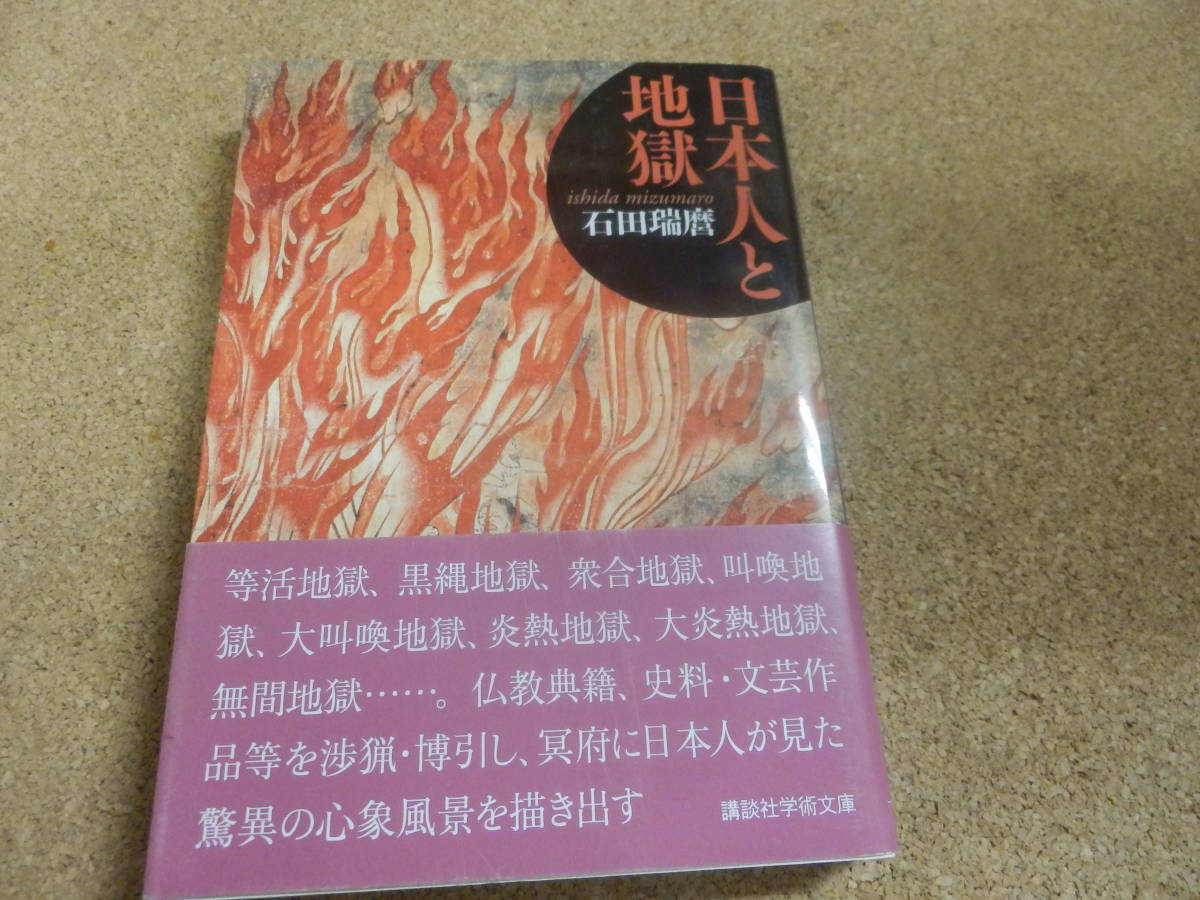 日本人と
地獄
ishida mizumaro
石田瑞麿
等活地獄、黒縄地獄、衆合地獄、叫喚地
獄、大叫喚地獄、炎熱地獄、大炎熱地獄、
無間地獄……。仏教典籍、史料・文芸作
品等を渉猟・博引し、冥府に日本人が見た
驚異の心象風景を描き出す
講談社学術文庫